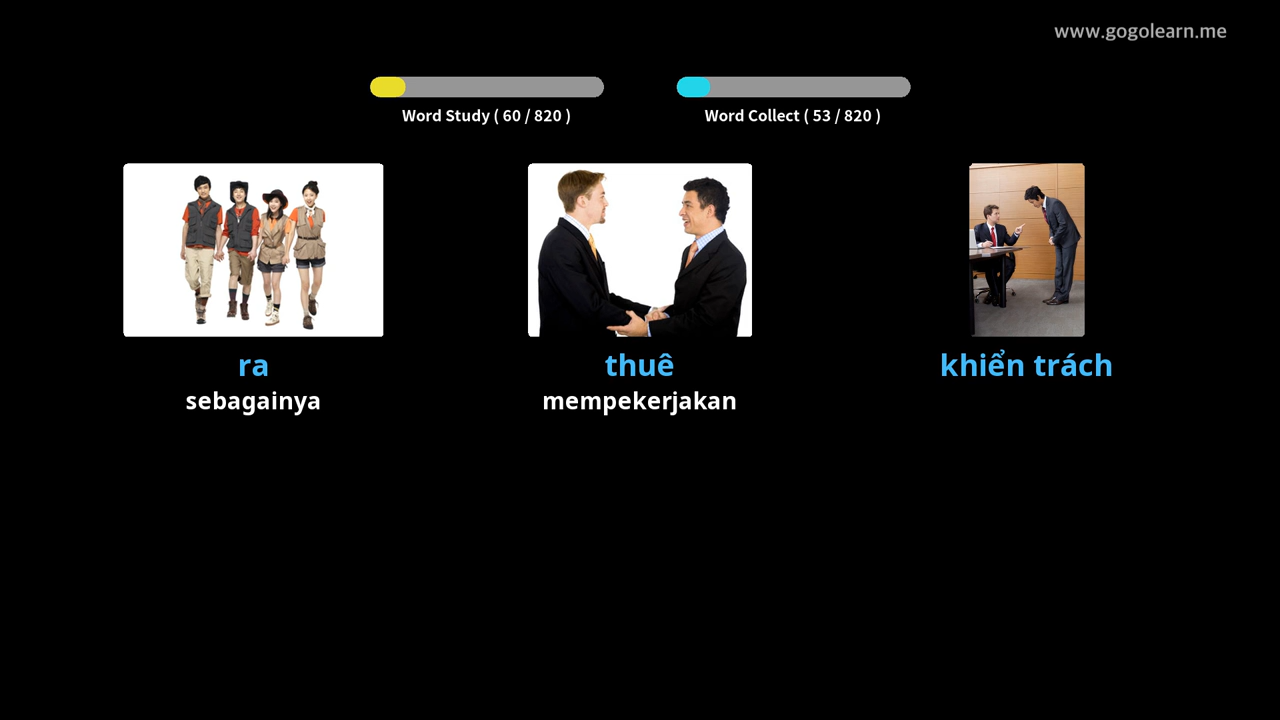 www.gogolearn.me
Word Study ( 60 / 820 )
Word Collect ( 53 / 820 )
ra
sebagainya
thuê
mempekerjakan
khiển trách